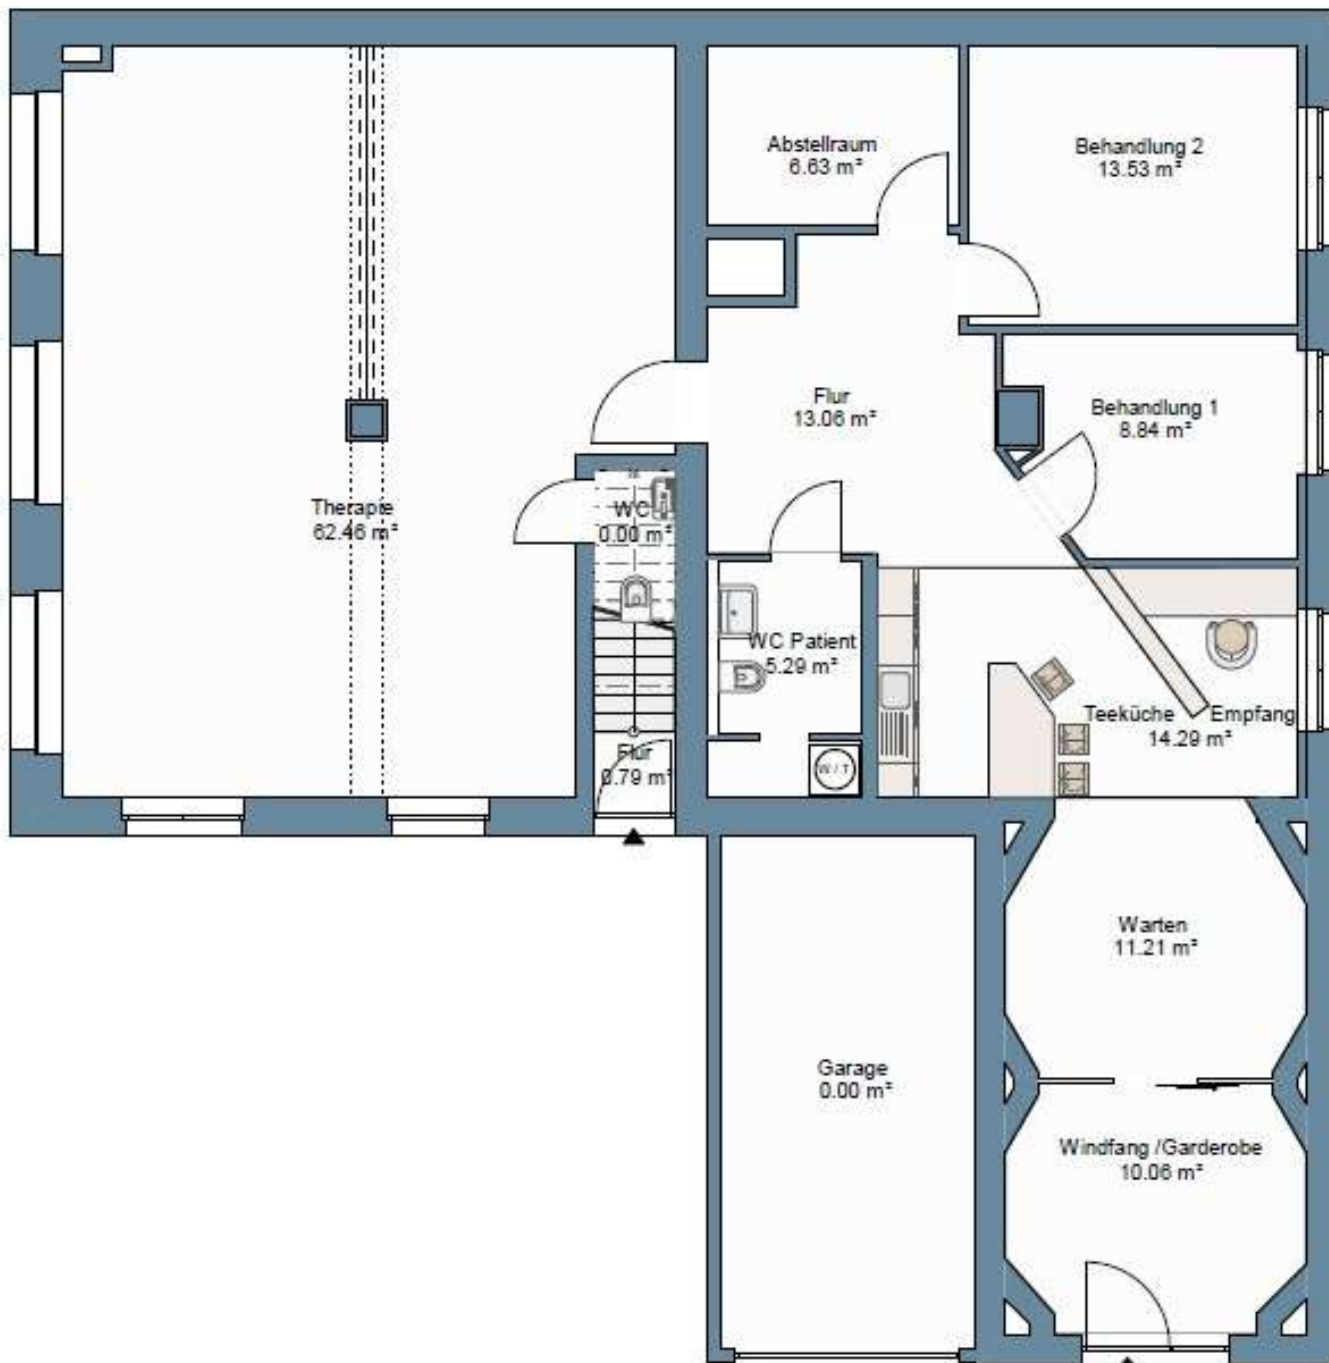 Abstellraum
6.63 m²
Behandlung 2
13.53 m²
Flur
13.06 m²
Behandlung 1
8.84 m²
Therapie
62.46 m²
WC
0.00 m²
WC Patient
5.29 m²
Teeküche Empfang
14.29 m²
Flur
0.79 m²
W / T
Warten
11.21 m²
Garage
0.00 m²
Windfang /Garderobe
10.06 m²